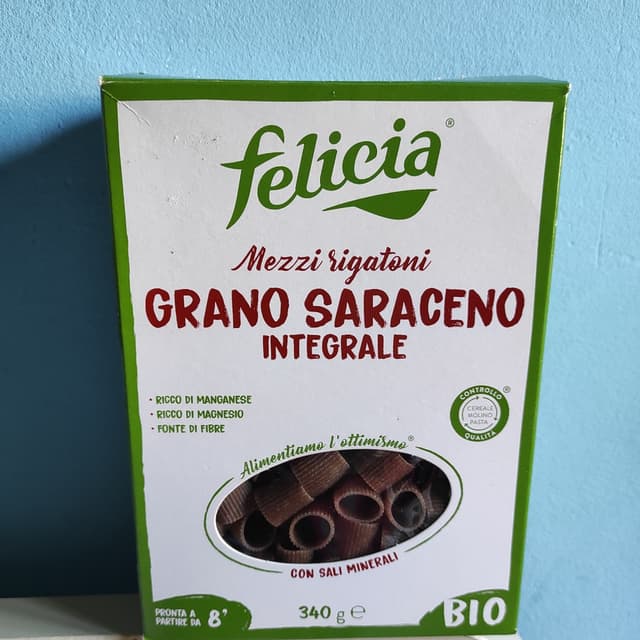 felicia®
Mezzi rigatoni
GRANO SARACENO
INTEGRALE
• RICCO DI MANGANESE
• RICCO DI MAGNESIO
• FONTE DI FIBRE
CONTROLLO ®
CEREALE
MOLINO
PASTA
QUALITÀ
Alimentiamo l'ottimismo®
CON SALI MINERALI
PRONTA A
PARTIRE DA 8'
340 g ℮
BIO